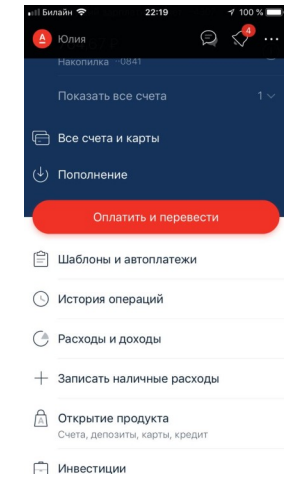 Билайн 22:19 100 %
A Юлия 4
Накопилка ··0841
Показать все счета 1
Все счета и карты
Пополнение
Оплатить и перевести
Шаблоны и автоплатежи
История операций
Расходы и доходы
Записать наличные расходы
A Открытие продукта
Счета, депозиты, карты, кредит
Инвестиции